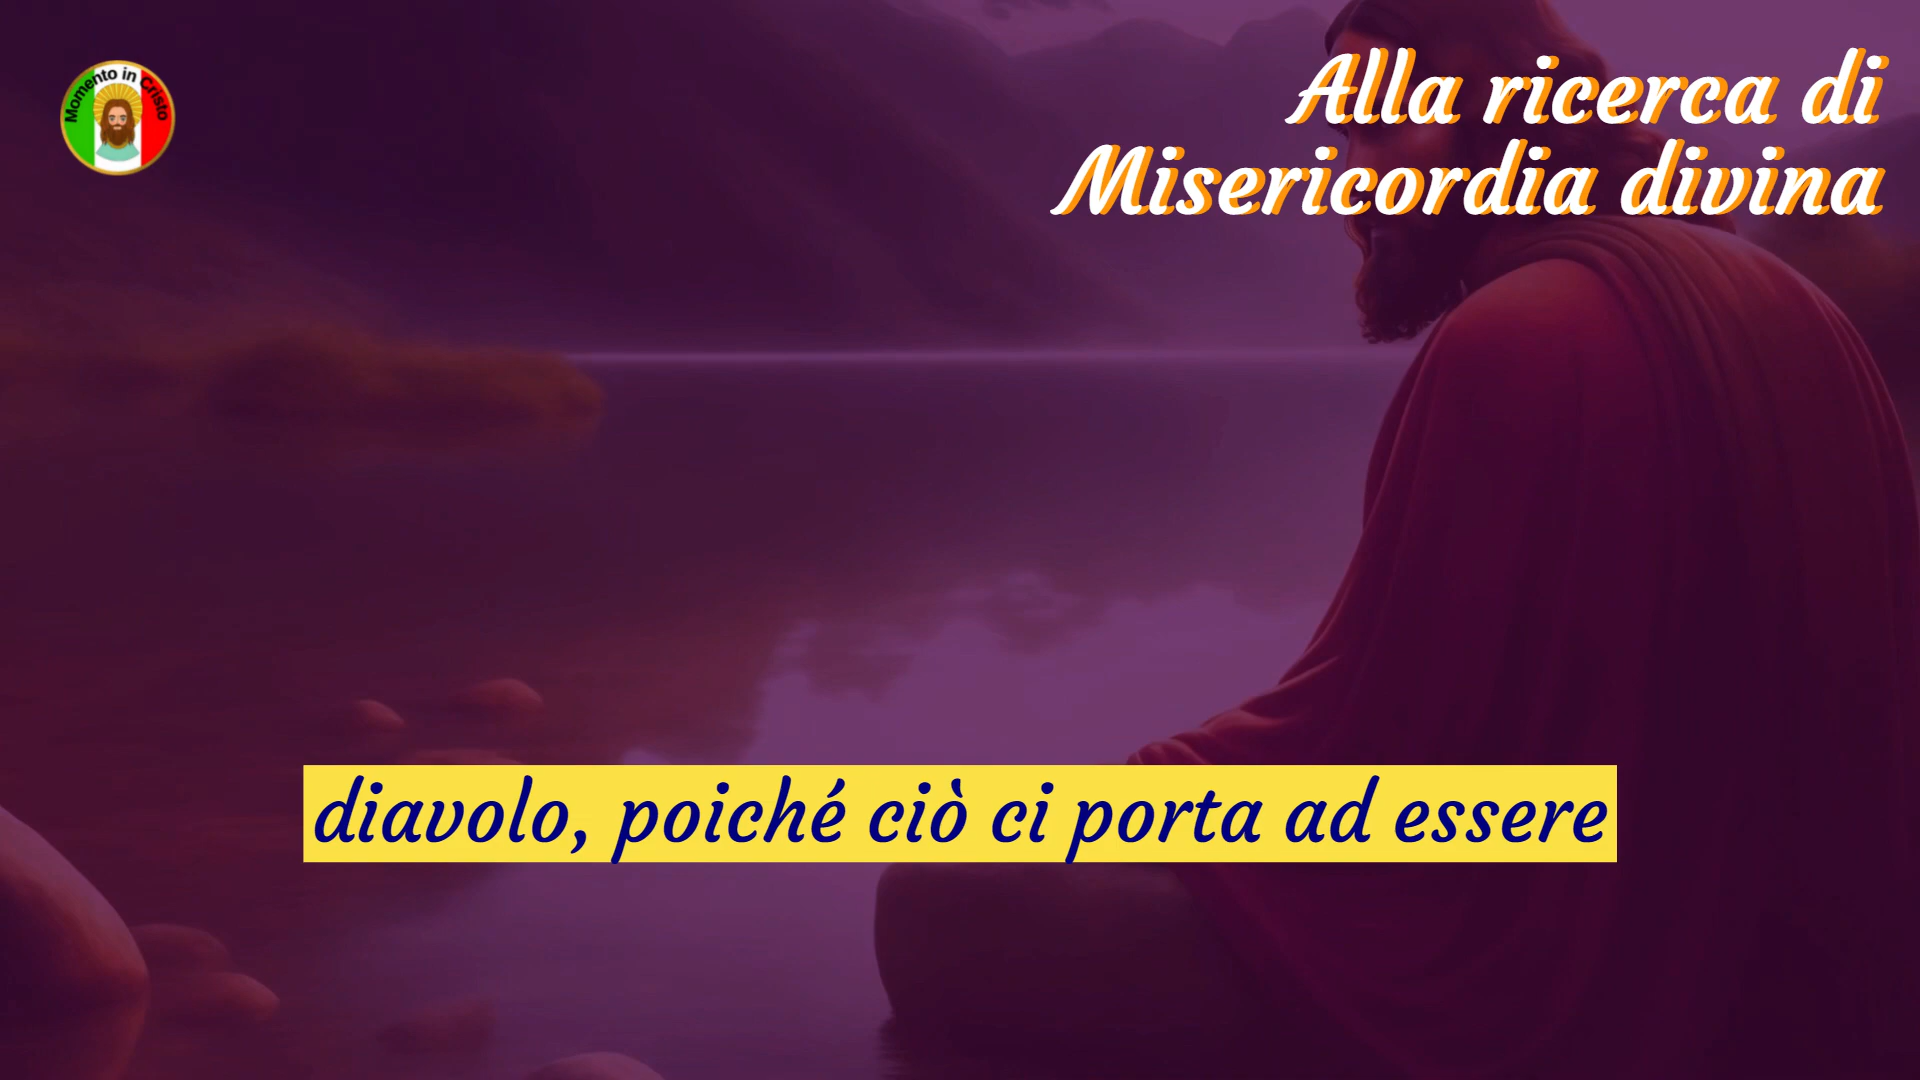 Momento in Cristo
Alla ricerca di
Misericordia divina
diavolo, poiché ciò ci porta ad essere